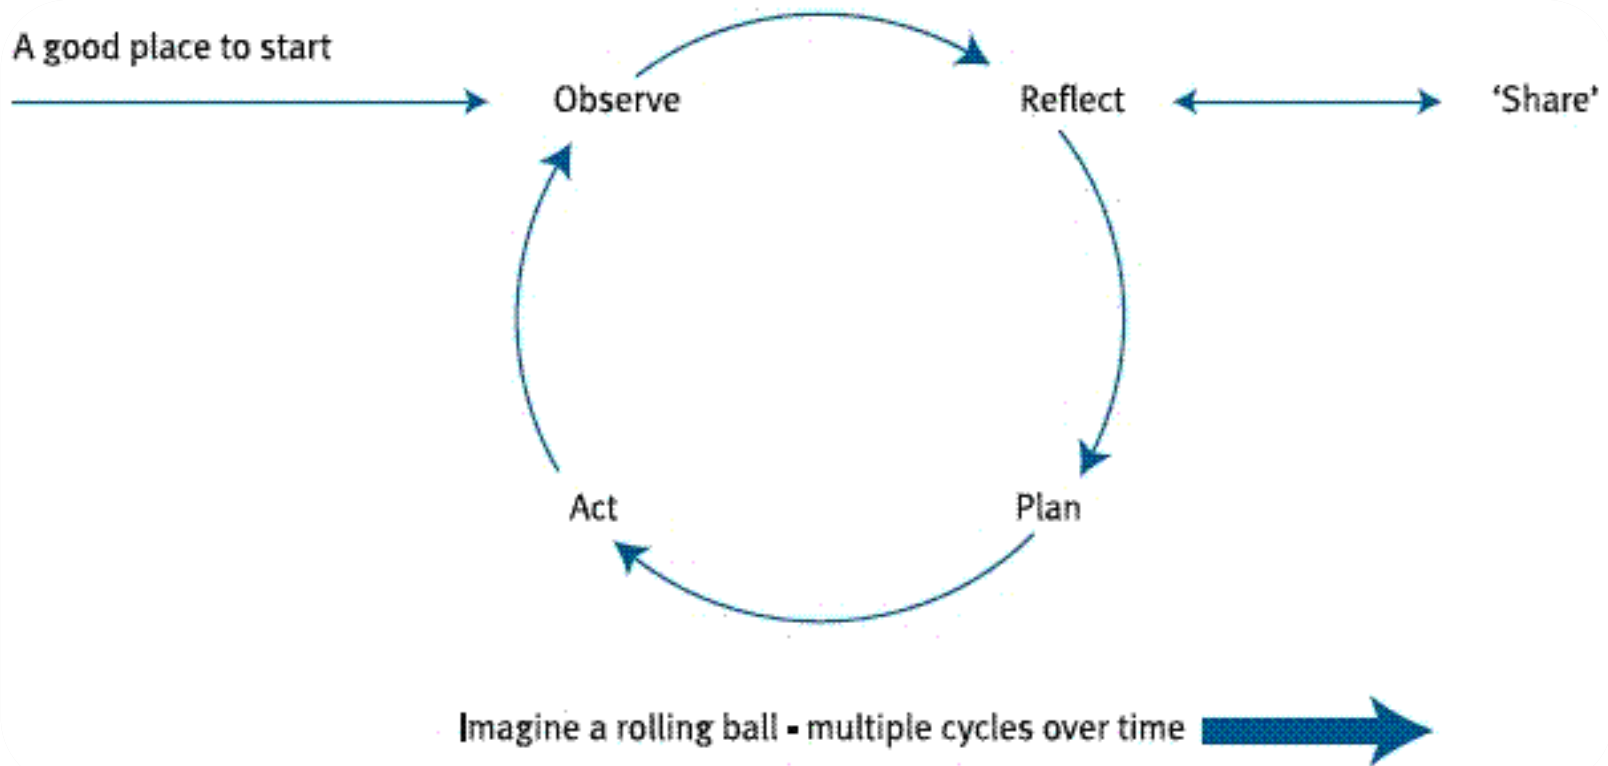 A good place to start
Observe
Reflect
‘Share’
Act
Plan
Imagine a rolling ball - multiple cycles over time